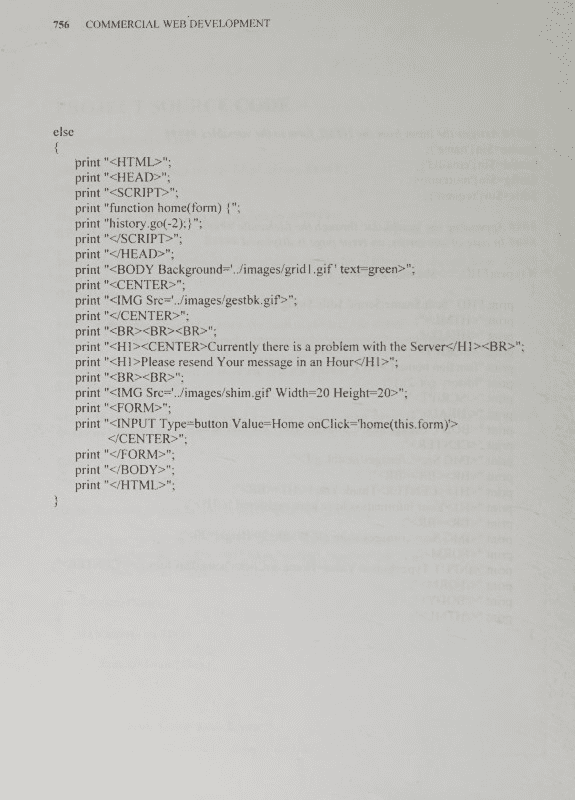 756 COMMERCIAL WEB DEVELOPMENT
else
{
print "<HTML>";
print "<HEAD>";
print "<SCRIPT>";
print "function home(form) {";
print "history.go(-2);}";
print "</SCRIPT>";
print "</HEAD>";
print "<BODY Background='../images/grid1.gif' text=green>";
print "<CENTER>";
print "<IMG Src='../images/gestbk.gif'>";
print "</CENTER>";
print "<BR><BR><BR>";
print "<H1><CENTER>Currently there is a problem with the Server</H1><BR>";
print "<H1>Please resend Your message in an Hour</H1>";
print "<BR><BR>";
print "<IMG Src='../images/shim.gif' Width=20 Height=20>";
print "<FORM>";
print "<INPUT Type=button Value=Home onClick='home(this.form)'>
</CENTER>";
print "</FORM>";
print "</BODY>";
print "</HTML>";
}